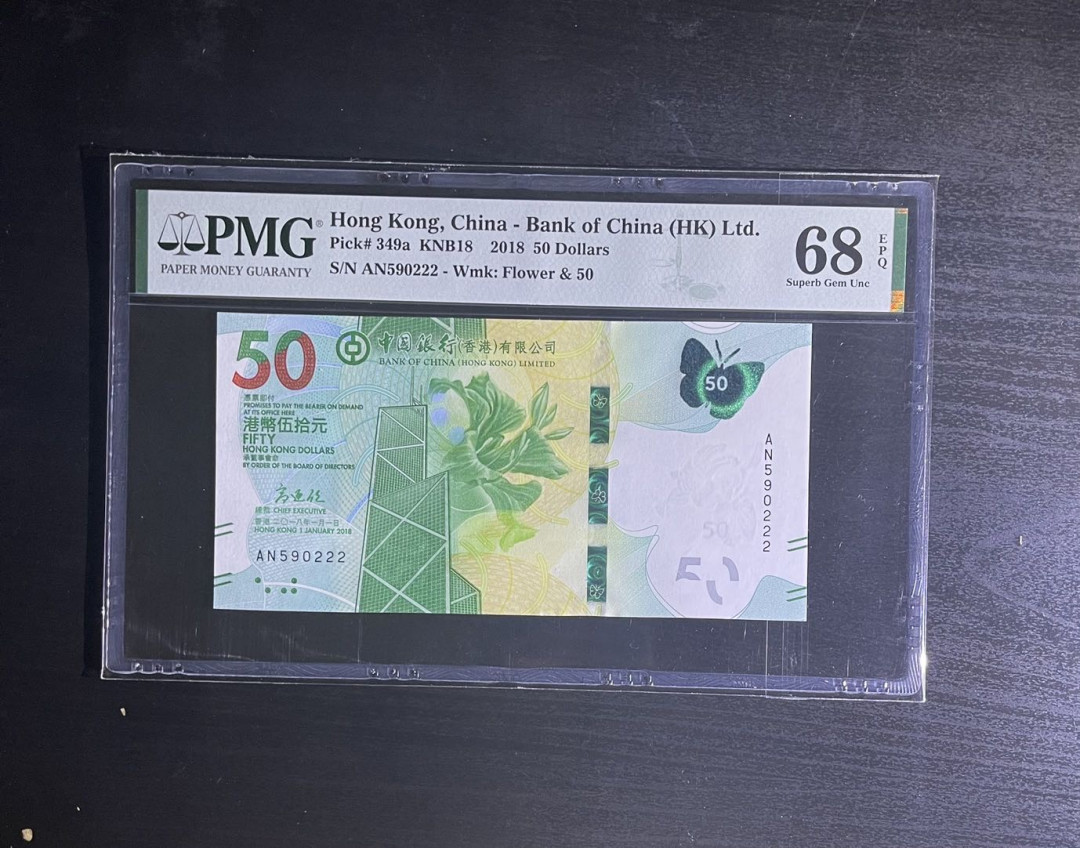 PMG®
PAPER MONEY GUARANTY
Hong Kong, China - Bank of China (HK) Ltd.
Pick# 349a KNB18 2018 50 Dollars
S/N AN590222 - Wmk: Flower & 50
68
EPQ
Superb Gem Unc
50
中国银行(香港)有限公司
BANK OF CHINA (HONG KONG) LIMITED
憑票即付
PROMISES TO PAY THE BEARER ON DEMAND
AT ITS OFFICE HERE
港幣伍拾元
FIFTY
HONG KONG DOLLARS
承董事會命
BY ORDER OF THE BOARD OF DIRECTORS
總裁 CHIEF EXECUTIVE
香港二〇一八年一月一日
HONG KONG 1 JANUARY 2018
AN590222
50
AN590222
50
50